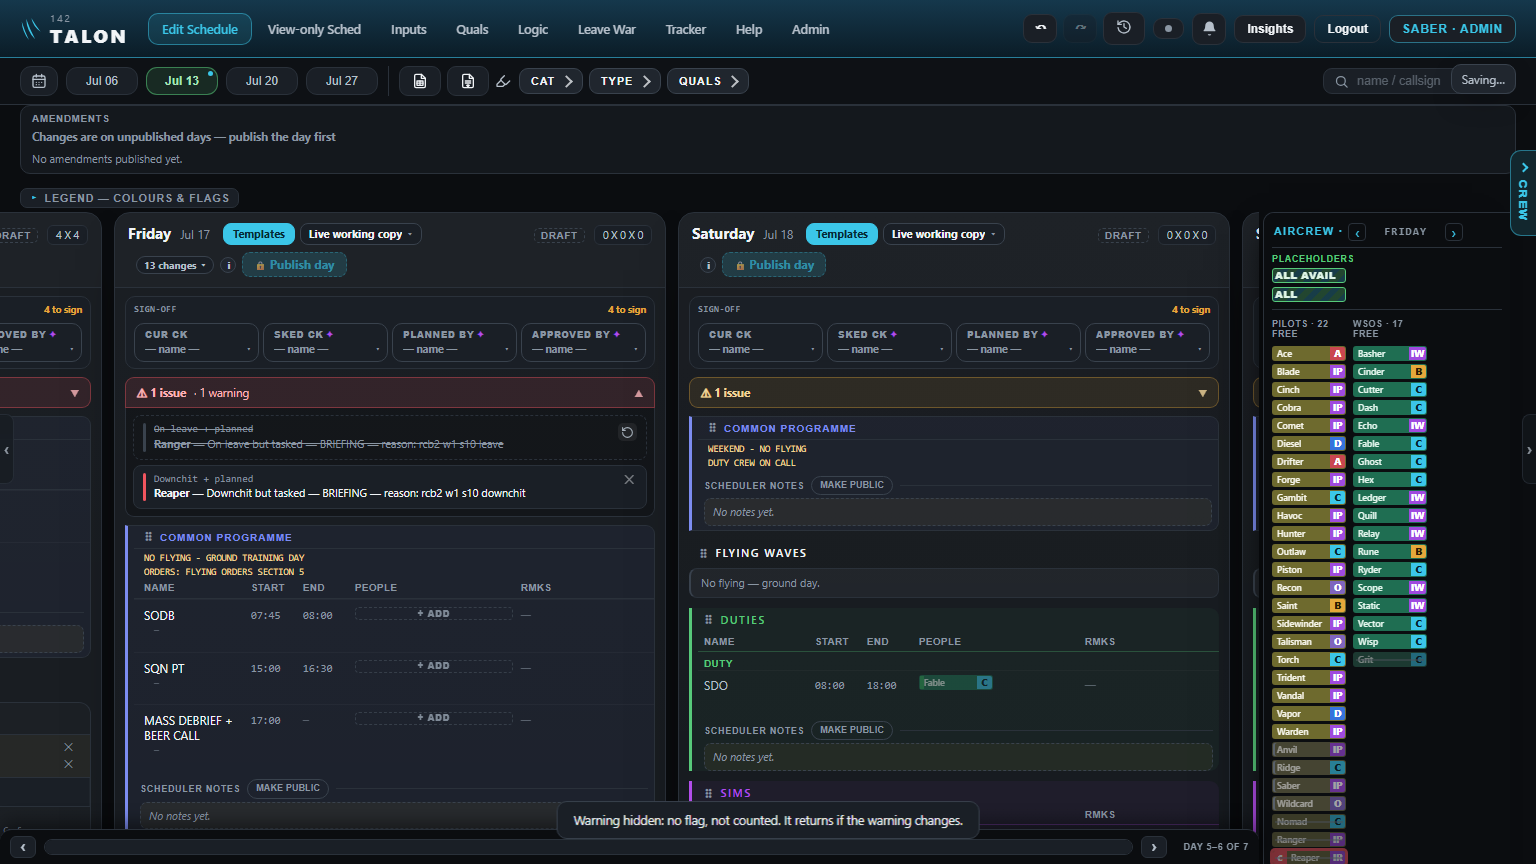 142
TALON
Edit Schedule
View-only Sched
Inputs
Quals
Logic
Leave War
Tracker
Help
Admin
Insights
Logout
SABER · ADMIN
Jul 06
Jul 13
Jul 20
Jul 27
CAT
TYPE
QUALS
name / callsign
Saving...
AMENDMENTS
Changes are on unpublished days — publish the day first
No amendments published yet.
LEGEND — COLOURS & FLAGS
CREW
4X4
Friday Jul 17
Templates
Live working copy
DRAFT
0X0X0
13 changes
i
Publish day
SIGN-OFF
4 to sign
CUR CK
— name —
SKED CK
— name —
PLANNED BY
— name —
APPROVED BY
— name —
1 issue · 1 warning
On leave + planned
Ranger — On leave but tasked — BRIEFING — reason: rcb2 w1 s10 leave
Downchit + planned
Reaper — Downchit but tasked — BRIEFING — reason: rcb2 w1 s10 downchit
COMMON PROGRAMME
NO FLYING - GROUND TRAINING DAY
ORDERS: FLYING ORDERS SECTION 5
NAME START END PEOPLE RMKS
SODB 07:45 08:00 + ADD —
—
SQN PT 15:00 16:30 + ADD —
—
MASS DEBRIEF + BEER CALL 17:00 — + ADD —
—
SCHEDULER NOTES MAKE PUBLIC
No notes yet.
Saturday Jul 18
Templates
Live working copy
DRAFT
0X0X0
i
Publish day
SIGN-OFF
4 to sign
CUR CK
— name —
SKED CK
— name —
PLANNED BY
— name —
APPROVED BY
— name —
1 issue
COMMON PROGRAMME
WEEKEND - NO FLYING
DUTY CREW ON CALL
SCHEDULER NOTES MAKE PUBLIC
No notes yet.
FLYING WAVES
No flying — ground day.
DUTIES
NAME START END PEOPLE RMKS
DUTY
SDO 08:00 18:00 Fable C —
SCHEDULER NOTES MAKE PUBLIC
No notes yet.
SIMS
RMKS
AIRCREW ·
FRIDAY
PLACEHOLDERS
ALL AVAIL
ALL
PILOTS · 22 FREE
WSOS · 17 FREE
Ace A
Blade IP
Cinch IP
Cobra IP
Comet IP
Diesel D
Drifter A
Forge IP
Gambit C
Havoc IP
Hunter IP
Outlaw C
Piston IP
Recon O
Saint B
Sidewinder IP
Talisman O
Torch C
Trident IP
Vandal IP
Vapor D
Warden IP
Anvil IP
Ridge C
Saber IP
Wildcard O
Nomad C
Ranger IP
C Reaper IR
Basher IW
Cinder B
Cutter C
Dash C
Echo IW
Fable C
Ghost C
Hex C
Ledger IW
Quill IW
Relay IW
Rune B
Ryder C
Scope IW
Static IW
Vector C
Wisp C
Grit C
Warning hidden: no flag, not counted. It returns if the warning changes.
DAY 5–6 OF 7